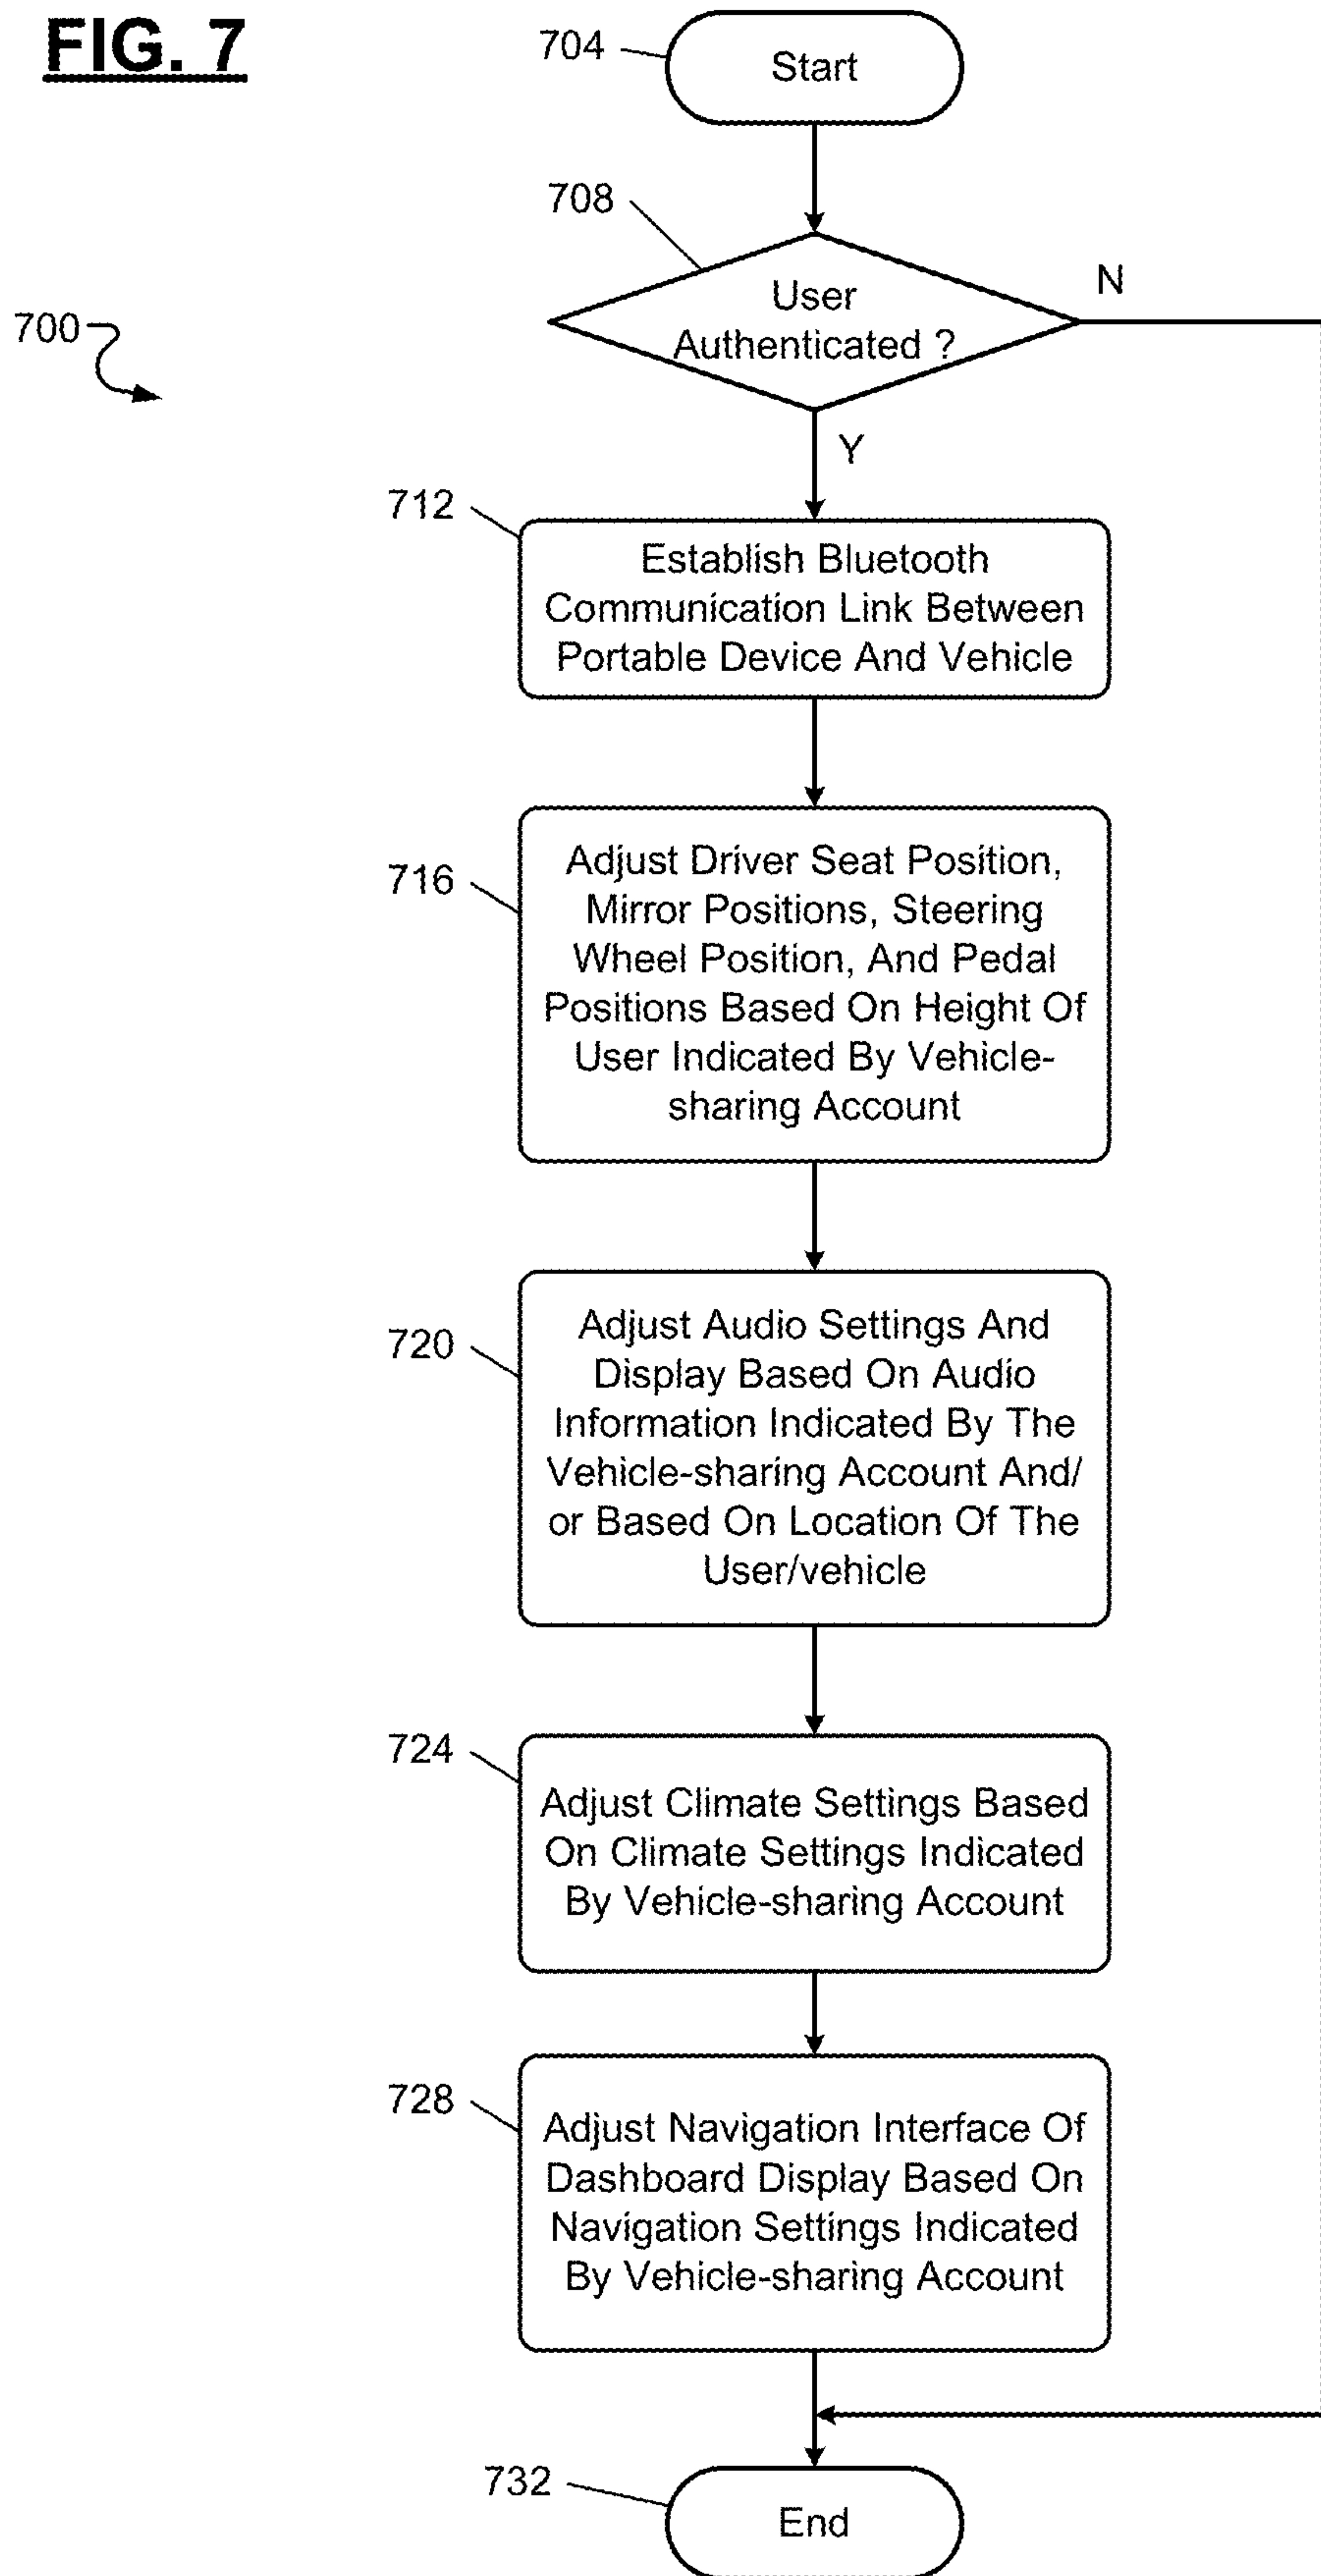 FIG. 7
704
Start
708
User
Authenticated ?
N
700
Y
712
Establish Bluetooth
Communication Link Between
Portable Device And Vehicle
716
Adjust Driver Seat Position,
Mirror Positions, Steering
Wheel Position, And Pedal
Positions Based On Height Of
User Indicated By Vehicle-
sharing Account
720
Adjust Audio Settings And
Display Based On Audio
Information Indicated By The
Vehicle-sharing Account And/
or Based On Location Of The
User/vehicle
724
Adjust Climate Settings Based
On Climate Settings Indicated
By Vehicle-sharing Account
728
Adjust Navigation Interface Of
Dashboard Display Based On
Navigation Settings Indicated
By Vehicle-sharing Account
732
End